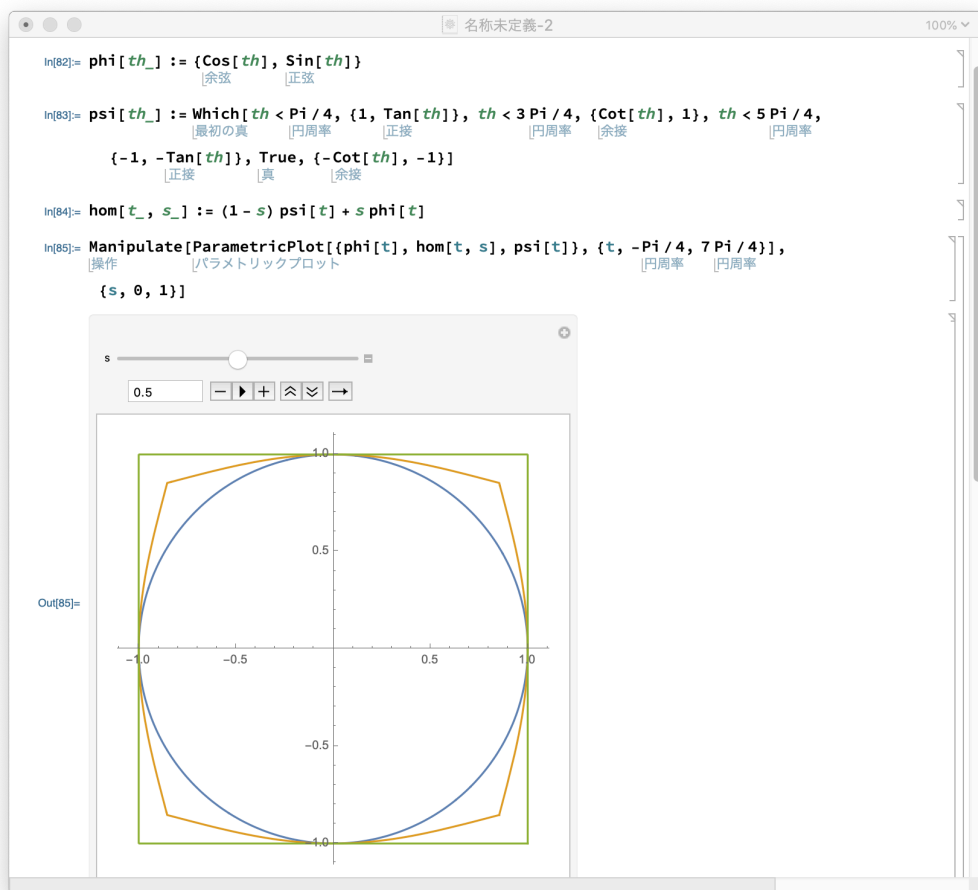 名称未定義-2
100%
In[82]:= phi[th_] := {Cos[th], Sin[th]}
余弦 正弦
In[83]:= psi[th_] := Which[th < Pi / 4, {1, Tan[th]}, th < 3 Pi / 4, {Cot[th], 1}, th < 5 Pi / 4,
最初の真 円周率 正接 円周率 余接 円周率
{-1, -Tan[th]}, True, {-Cot[th], -1}]
正接 真 余接
In[84]:= hom[t_, s_] := (1 - s) psi[t] + s phi[t]
In[85]:= Manipulate[ParametricPlot[{phi[t], hom[t, s], psi[t]}, {t, -Pi / 4, 7 Pi / 4}],
操作 パラメトリックプロット 円周率 円周率
{s, 0, 1}]
s
0.5
1.0
0.5
Out[85]=
-1.0 -0.5 0.5 1.0
-0.5
-1.0